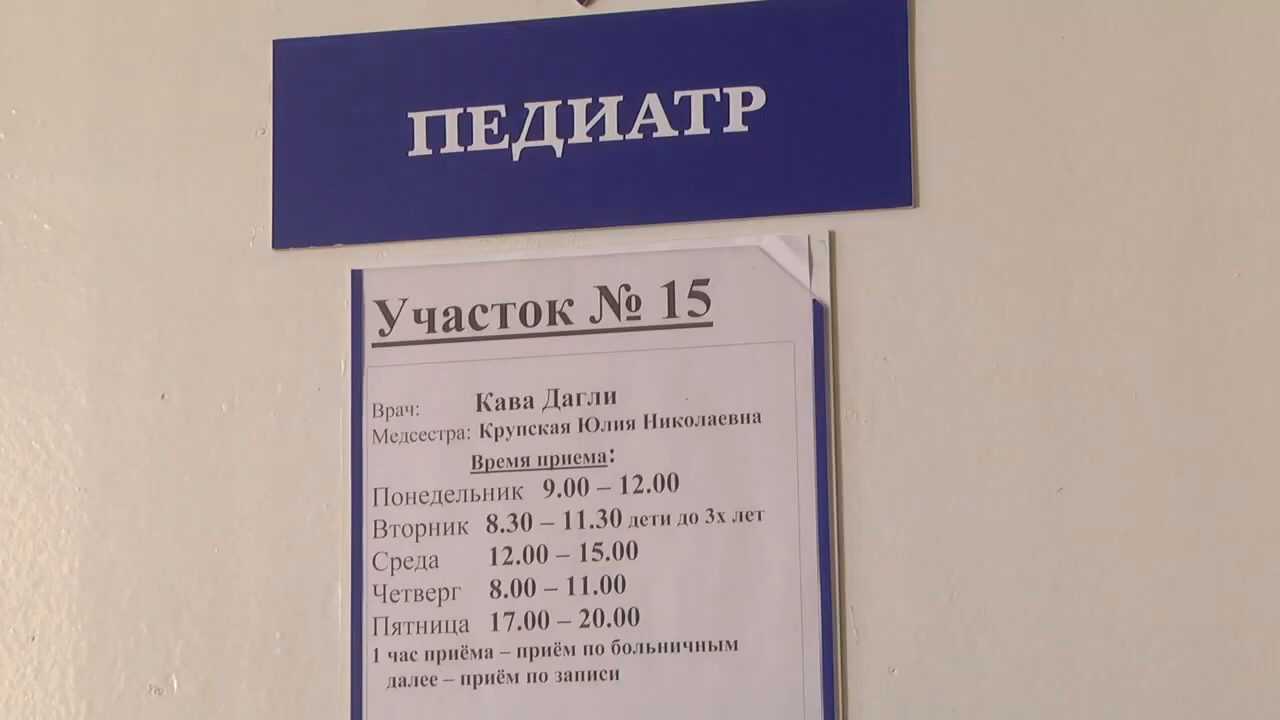 ПЕДИАТР
Участок № 15
Врач: Кава Дагли
Медсестра: Крупская Юлия Николаевна
Время приема:
Понедельник 9.00 – 12.00
Вторник 8.30 – 11.30 дети до 3х лет
Среда 12.00 – 15.00
Четверг 8.00 – 11.00
Пятница 17.00 – 20.00
1 час приёма – приём по больничным
далее – приём по записи